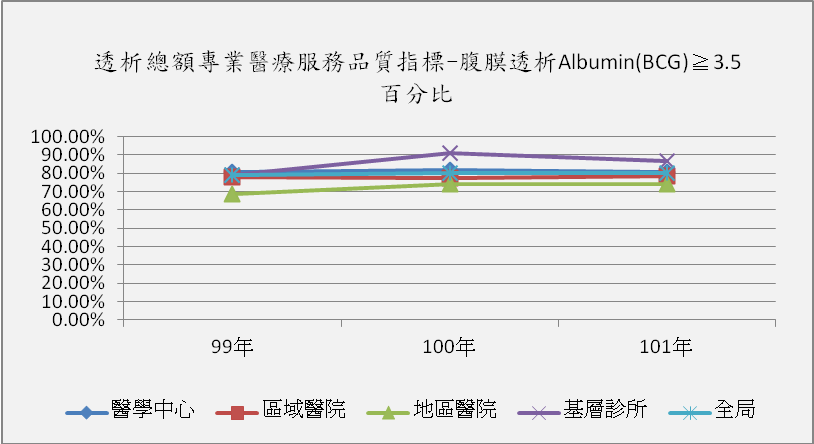 透析總額專業醫療服務品質指標-腹膜透析Albumin(BCG)≧3.5
百分比
100.00%
90.00%
80.00%
70.00%
60.00%
50.00%
40.00%
30.00%
20.00%
10.00%
0.00%
99年 100年 101年
醫學中心 區域醫院 地區醫院 基層診所 全局